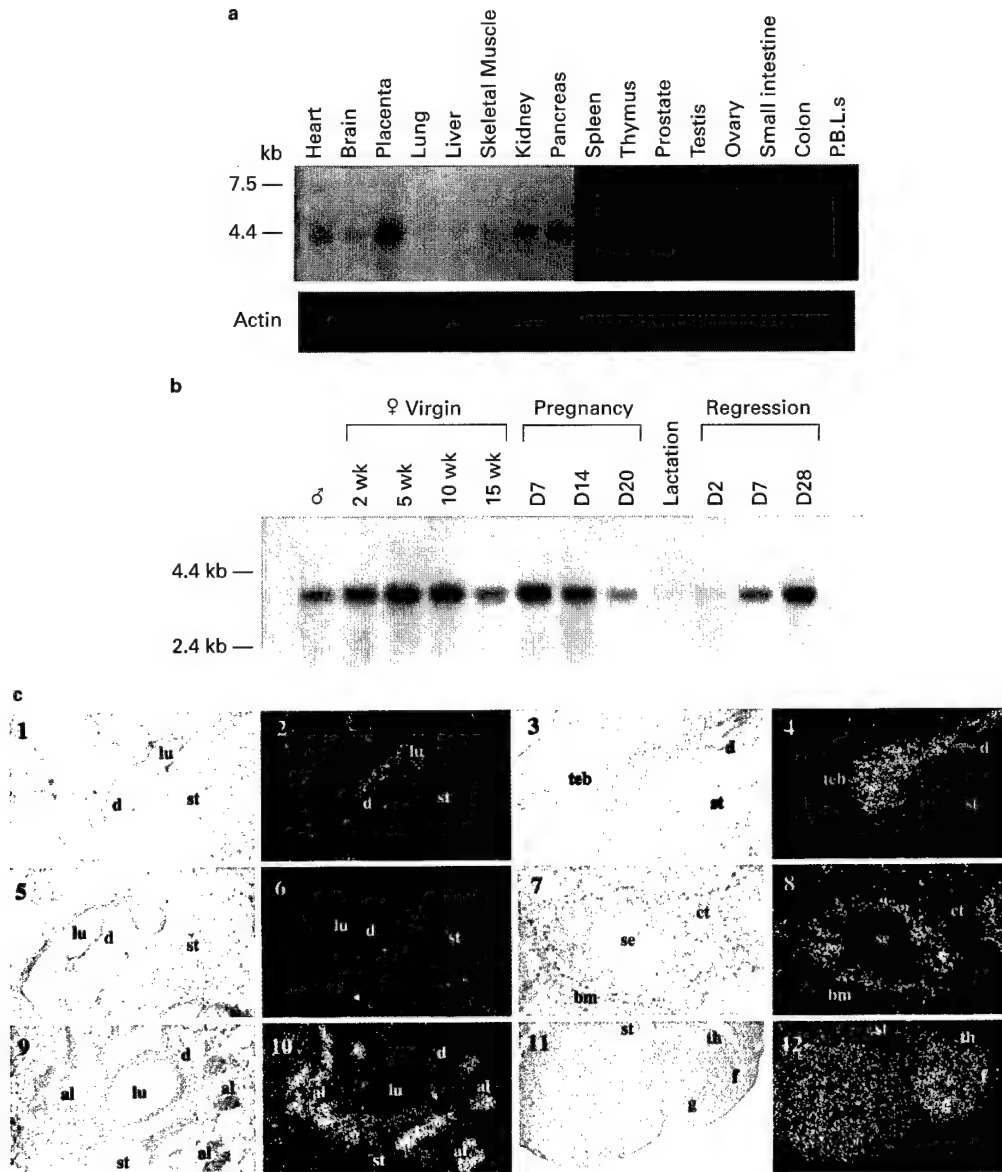 a
Heart Brain Placenta Lung Liver Skeletal Muscle Kidney Pancreas Spleen Thymus Prostate Testis Ovary Small intestine Colon P.B.L.s
kb
7.5
4.4
Actin
b
♀ Virgin Pregnancy Regression
♂ 2 wk 5 wk 10 wk 15 wk D7 D14 D20 Lactation D2 D7 D28
4.4 kb
2.4 kb
c
1 lu d st
2 lu d st
3 d teb st
4 d teb st
5 lu d st
6 lu d st
7 ct se bm
8 ct se bm
9 d al lu al al st
10 d al lu al al st
11 st th f g
12 st th f g